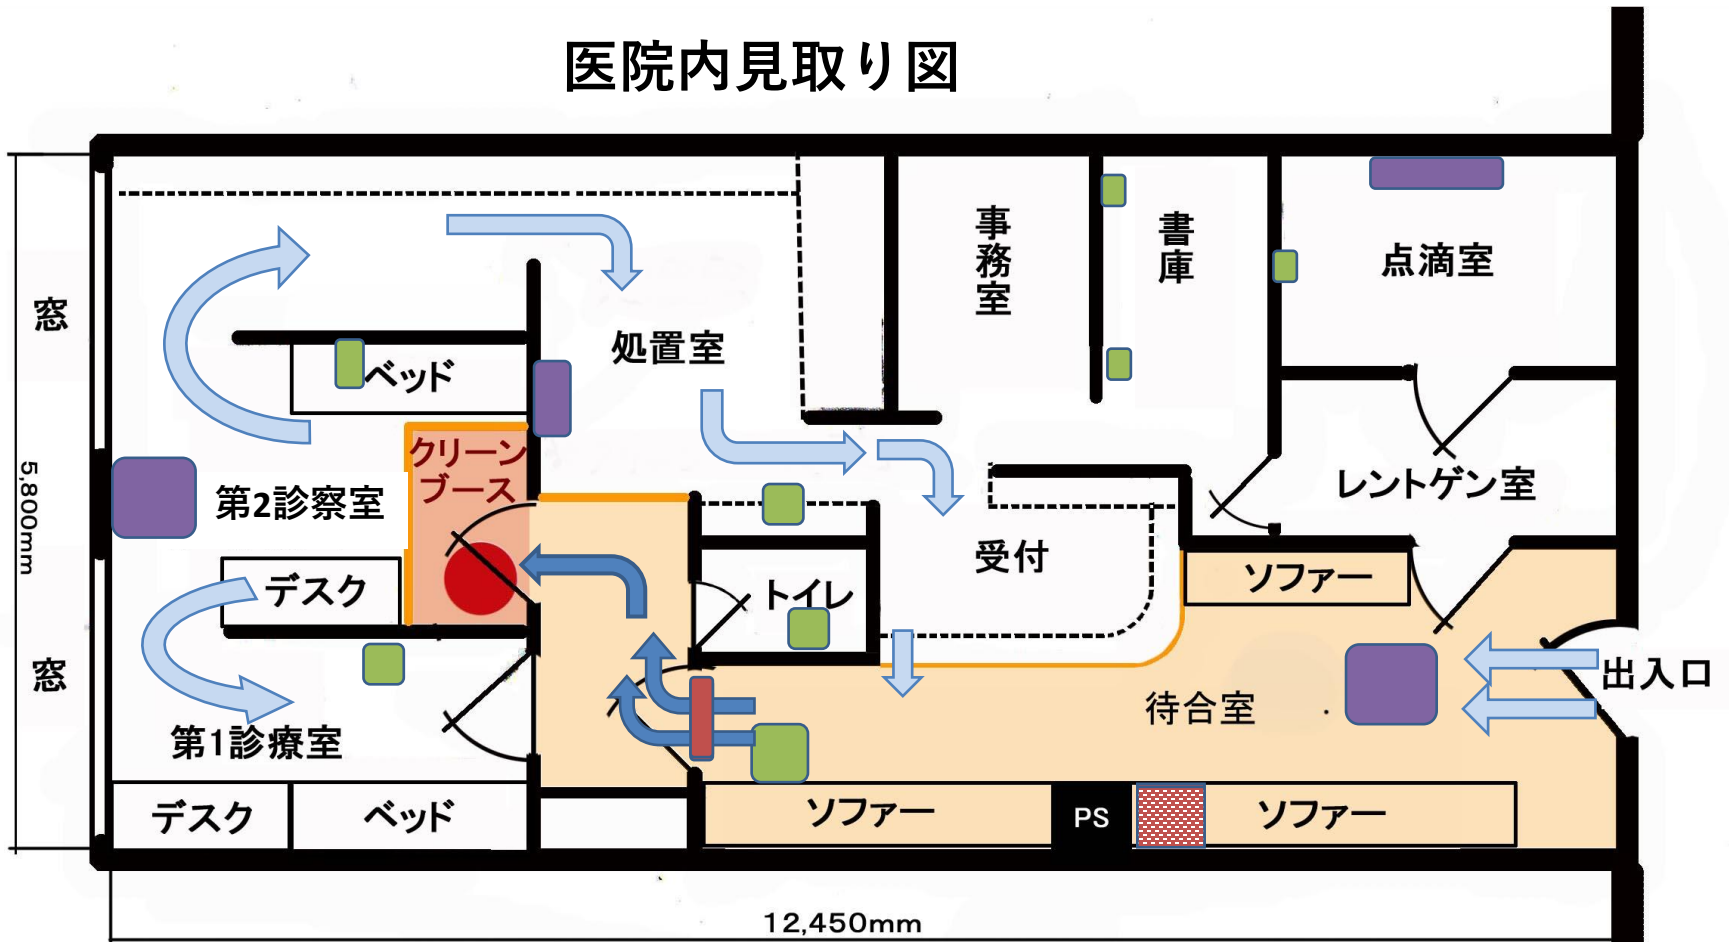 医院内見取り図
事務室
書庫
点滴室
窓
処置室
ベッド
クリーン
ブース
第2診察室
レントゲン室
5,800mm
受付
ソファー
デスク
トイレ
窓
出入口
待合室
第1診療室
デスク
ベッド
ソファー
PS
ソファー
12,450mm